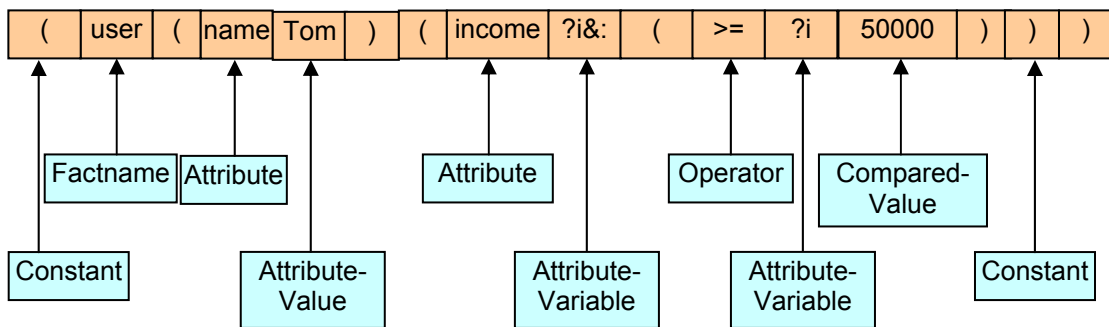 ( user ( name Tom ) ( income ?i&: ( >= ?i 50000 ) ) )
Factname Attribute Attribute Operator Compared-
Value
Constant Attribute- Attribute- Attribute- Constant
Value Variable Variable